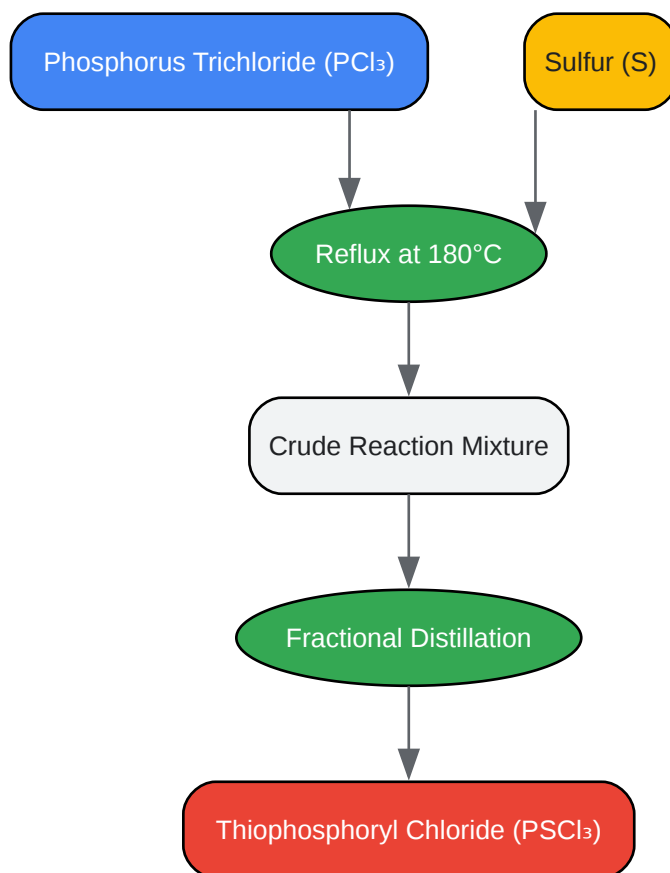 Phosphorus Trichloride (PCl₃)
Sulfur (S)
Reflux at 180°C
Crude Reaction Mixture
Fractional Distillation
Thiophosphoryl Chloride (PSCl₃)